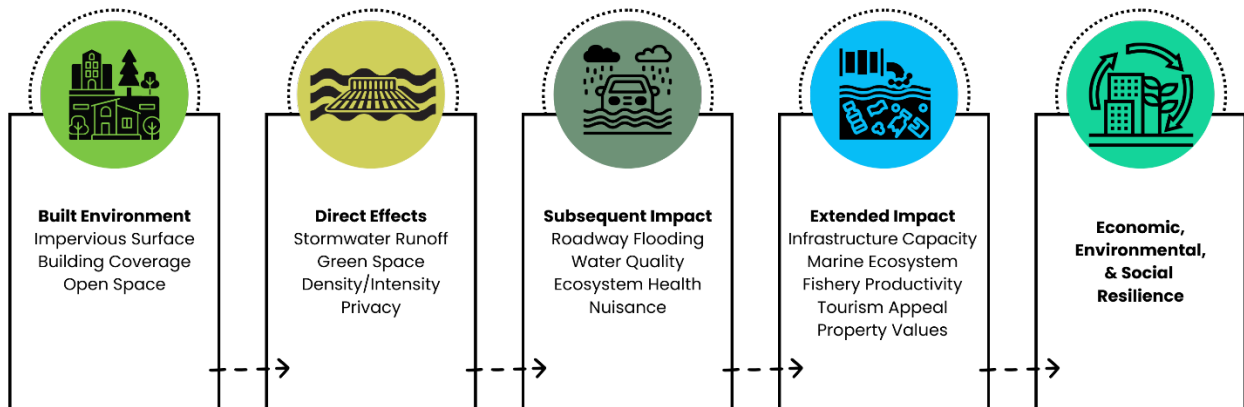 Built Environment
Impervious Surface
Building Coverage
Open Space
Direct Effects
Stormwater Runoff
Green Space
Density/Intensity
Privacy
Subsequent Impact
Roadway Flooding
Water Quality
Ecosystem Health
Nuisance
Extended Impact
Infrastructure Capacity
Marine Ecosystem
Fishery Productivity
Tourism Appeal
Property Values
Economic,
Environmental,
& Social
Resilience